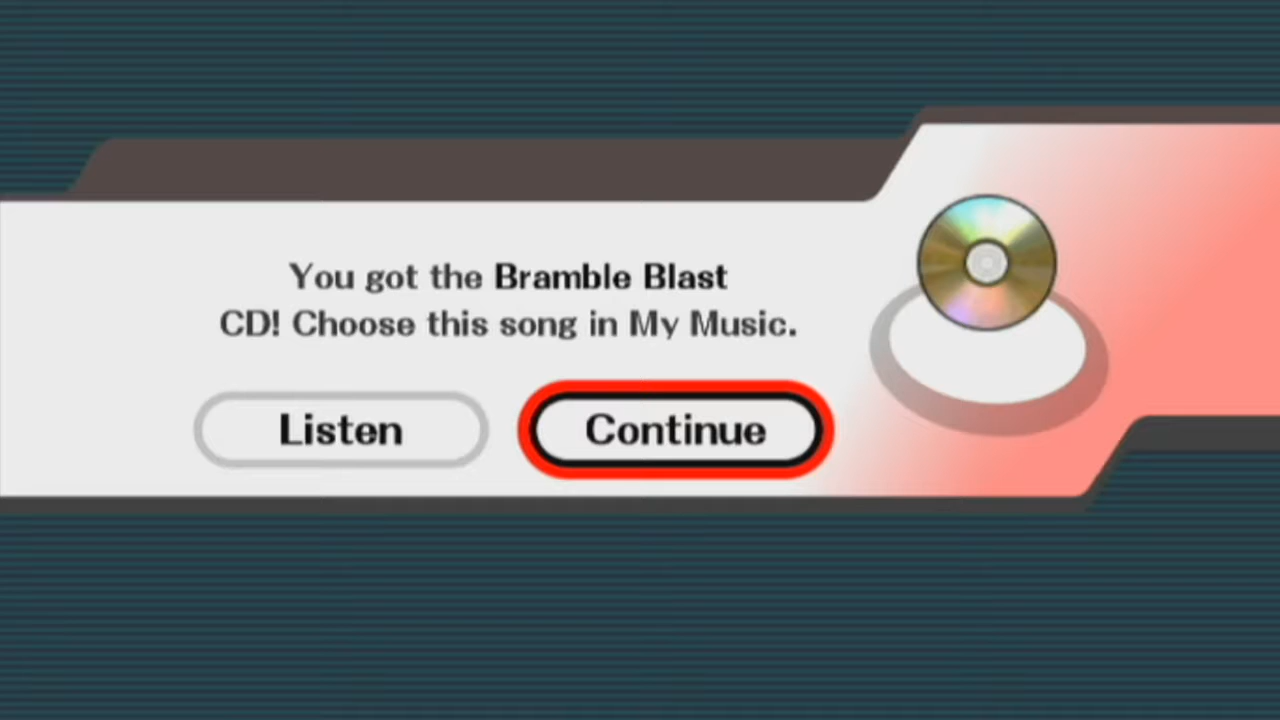 You got the Bramble Blast
CD! Choose this song in My Music.
Listen
Continue